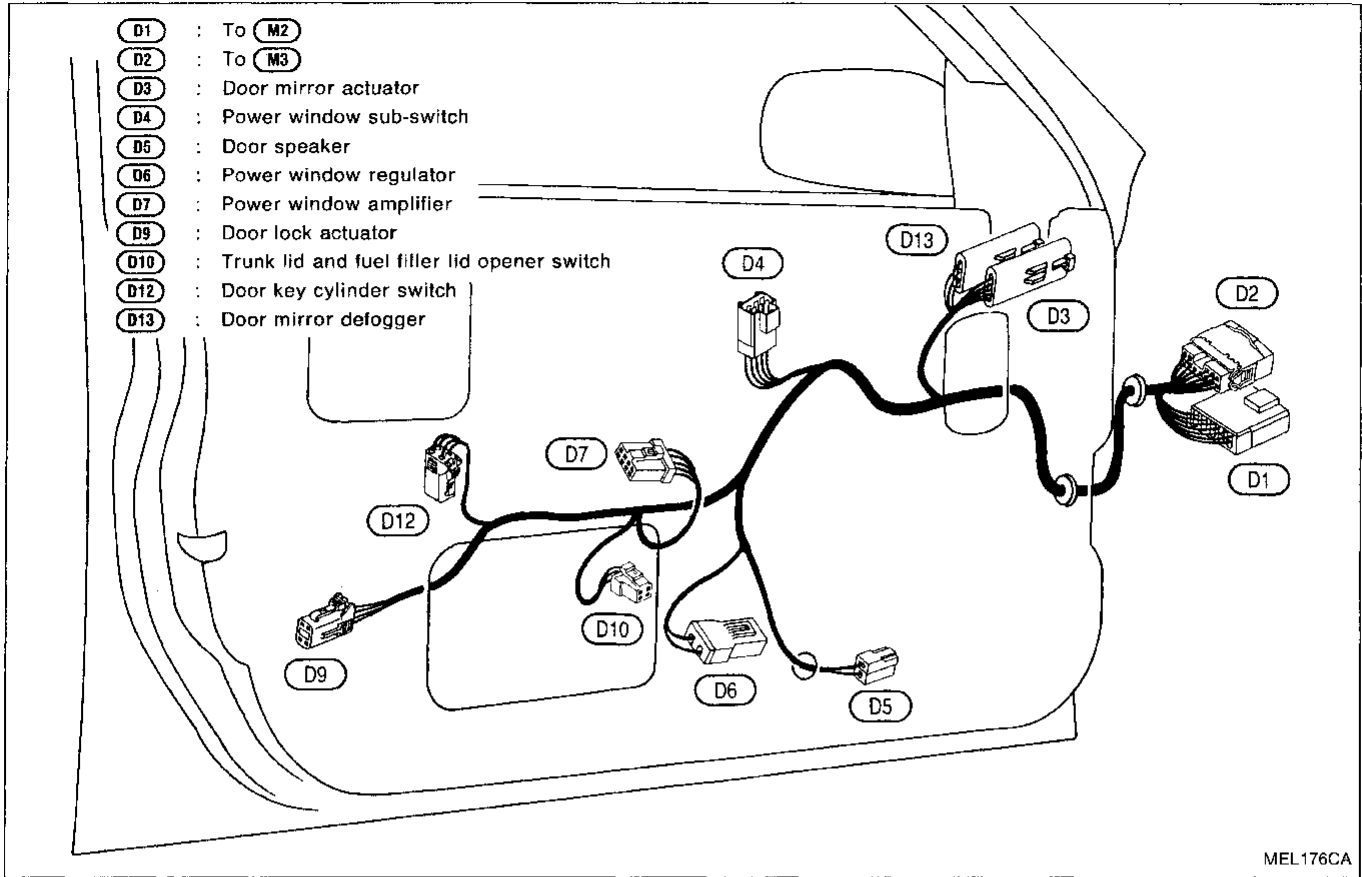 D1 : To M2
D2 : To M3
D3 : Door mirror actuator
D4 : Power window sub-switch
D5 : Door speaker
D6 : Power window regulator
D7 : Power window amplifier
D9 : Door lock actuator
D10 : Trunk lid and fuel filler lid opener switch
D12 : Door key cylinder switch
D13 : Door mirror defogger
D13
D4
D2
D3
D7
D1
D12
D10
D9
D6
D5
MEL176CA